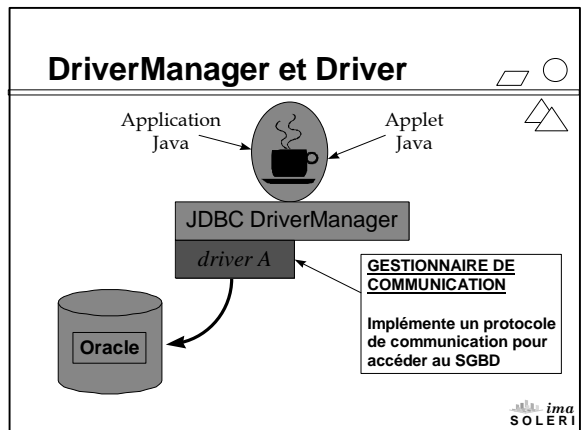 DriverManager et Driver
Application
Java
Applet
Java
JDBC DriverManager
driver A
GESTIONNAIRE DE
COMMUNICATION
Implémente un protocole
de communication pour
accéder au SGBD
Oracle
ima
SOLERI